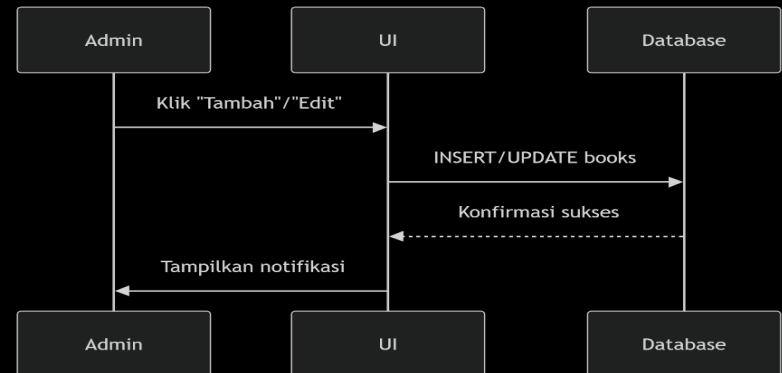 Admin
UI
Database
Klik "Tambah"/"Edit"
INSERT/UPDATE books
Konfirmasi sukses
Tampilkan notifikasi
Admin
UI
Database